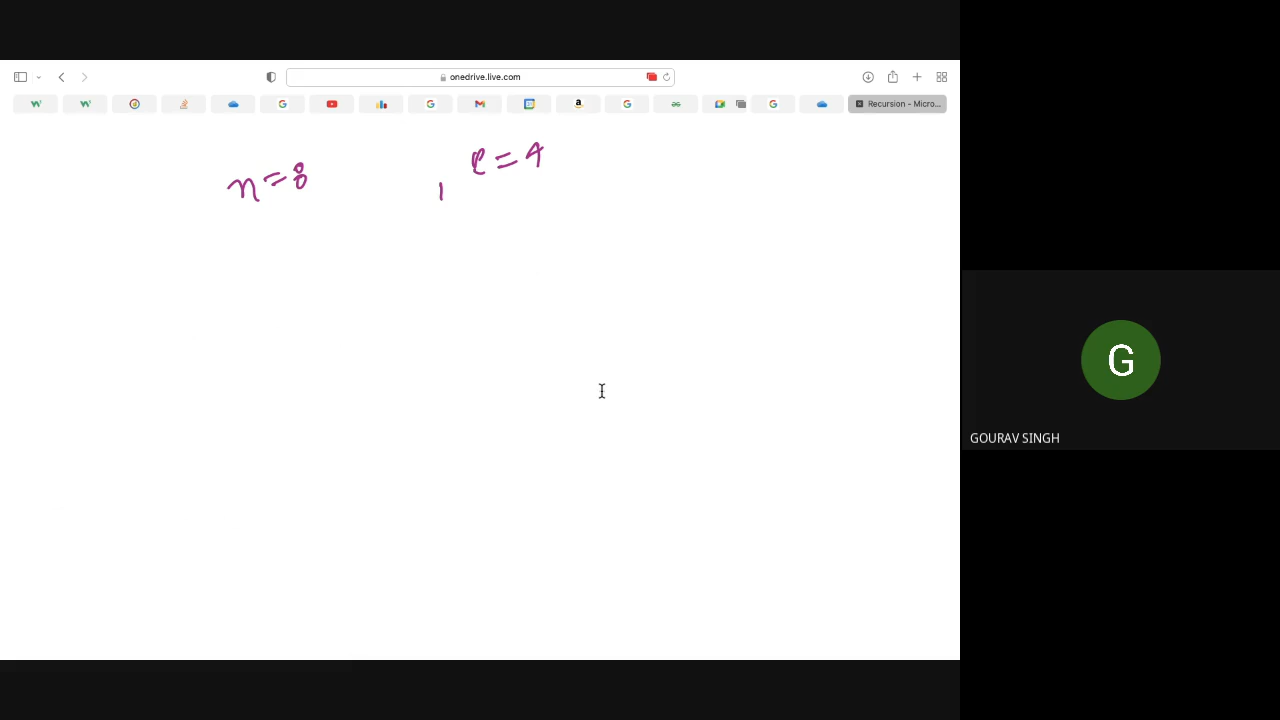 onedrive.live.com
Recursion - Micro...
n=8 , e=4
G
GOURAV SINGH